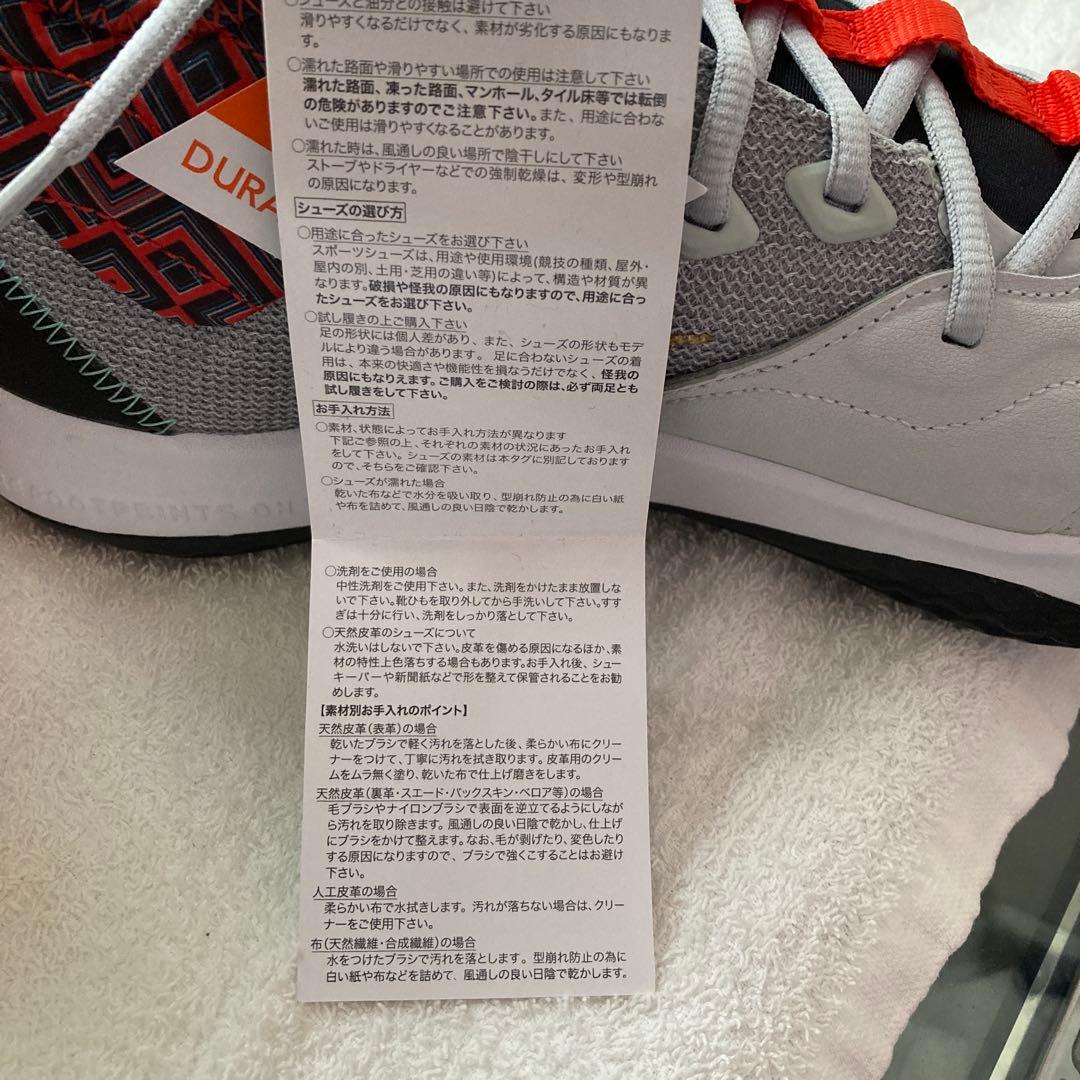 ○シューズと油分との接触は避けて下さい
滑りやすくなるだけでなく、素材が劣化する原因にもなりま
す。
○濡れた路面や滑りやすい場所での使用は注意して下さい
濡れた路面、凍った路面、マンホール、タイル床等では転倒
の危険がありますのでご注意下さい。また、用途に合わな
いご使用は滑りやすくなることがあります。
○濡れた時は、風通しの良い場所で陰干しにして下さい
ストーブやドライヤーなどでの強制乾燥は、変形や型崩れ
の原因になります。
シューズの選び方
○用途に合ったシューズをお選び下さい
スポーツシューズは、用途や使用環境(競技の種類、屋外・
屋内の別、土用・芝用の違い等)によって、構造や材質が異
なります。破損や怪我の原因にもなりますので、用途に合っ
たシューズをお選び下さい。
○試し履きの上ご購入下さい
足の形状には個人差があり、また、シューズの形状もモデ
ルにより違う場合があります。足に合わないシューズの着
用は、本来の快適さや機能性を損なうだけでなく、怪我の
原因にもなりえます。ご購入をご検討の際は、必ず両足とも
試し履きをして下さい。
お手入れ方法
○素材、状態によってお手入れ方法が異なります
下記ご参照の上、それぞれの素材の状況にあったお手入れ
をして下さい。シューズの素材は本タグに別記しております
ので、そちらをご確認下さい。
○シューズが濡れた場合
乾いた布などで水分を吸い取り、型崩れ防止の為に白い紙
や布を詰めて、風通しの良い日陰で乾かします。
○洗剤をご使用の場合
中性洗剤をご使用下さい。また、洗剤をかけたまま放置しな
いで下さい。靴ひもを取り外してから手洗いして下さい。すす
ぎは十分に行い、洗剤をしっかり落として下さい。
○天然皮革のシューズについて
水洗いはしないで下さい。皮革を傷める原因になるほか、素
材の特性上色落ちする場合もあります。お手入れ後、シュー
キーパーや新聞紙などで形を整えて保管されることをお勧
めします。
【素材別お手入れのポイント】
天然皮革(表革)の場合
乾いたブラシで軽く汚れを落とした後、柔らかい布にクリー
ナーをつけて、丁寧に汚れを拭き取ります。皮革用のクリー
ムをムラ無く塗り、乾いた布で仕上げ磨きをします。
天然皮革(裏革・スエード・バックスキン・ベロア等)の場合
毛ブラシやナイロンブラシで表面を逆立てるようにしなが
ら汚れを取り除きます。風通しの良い日陰で乾かし、仕上げ
にブラシをかけて整えます。なお、毛が剥げたり、変色したり
する原因になりますので、ブラシで強くこすることはお避け
下さい。
人工皮革の場合
柔らかい布で水拭きします。汚れが落ちない場合は、クリー
ナーをご使用下さい。
布(天然繊維・合成繊維)の場合
水をつけたブラシで汚れを落とします。型崩れ防止の為に
白い紙や布などを詰めて、風通しの良い日陰で乾かします。
DURA
FOOTPRINTS ON